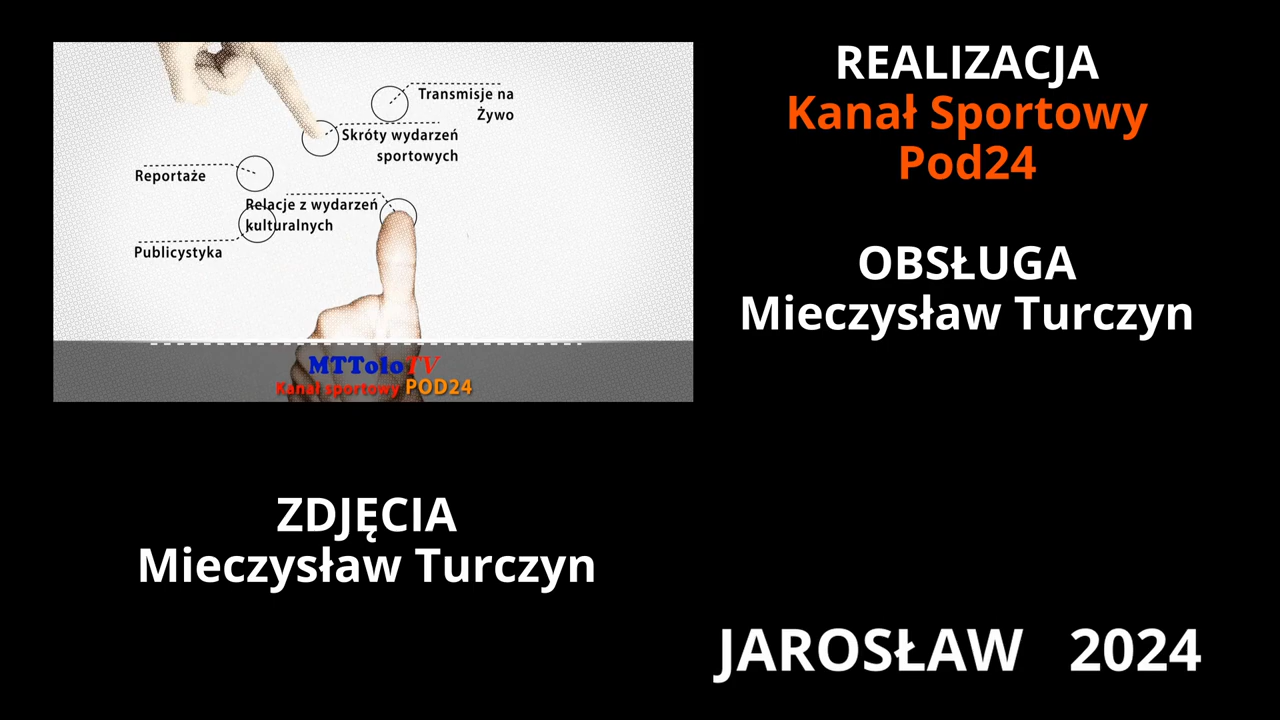 Transmisje na
Żywo
Skróty wydarzeń
sportowych
Reportaże
Relacje z wydarzeń
kulturalnych
Publicystyka
MTToloTV
Kanał sportowy POD24
REALIZACJA
Kanał Sportowy
Pod24
OBSŁUGA
Mieczysław Turczyn
ZDJĘCIA
Mieczysław Turczyn
JAROSŁAW 2024